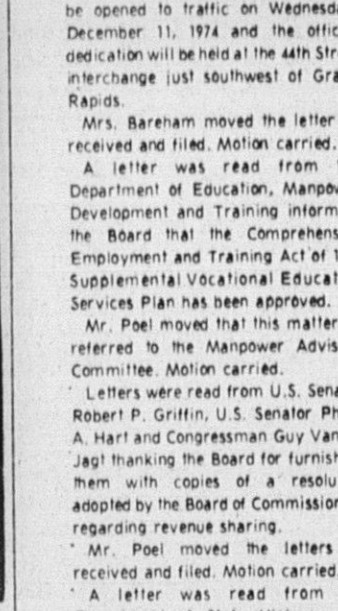 be opened to traffic on Wednesda
December 11, 1974 and the offic
dedication will be held at the 44th Str
interchange just southwest of Gra
Rapids.
Mrs. Bareham moved the letter
received and filed. Motion carried.
A letter was read from
Department of Education, Manpow
Development and Training inform
the Board that the Comprehens
Employment and Training Act of 1
Supplemental Vocational Educat
Services Plan has been approved.
Mr. Poel moved that this matter
referred to the Manpower Advis
Committee. Motion carried.
Letters were read from U.S. Sena
Robert P. Griffin, U.S. Senator Ph
A. Hart and Congressman Guy Van
Jagt thanking the Board for furnish
them with copies of a resolu
adopted by the Board of Commission
regarding revenue sharing.
Mr. Poel moved the letters
received and filed. Motion carried.
A letter was read from